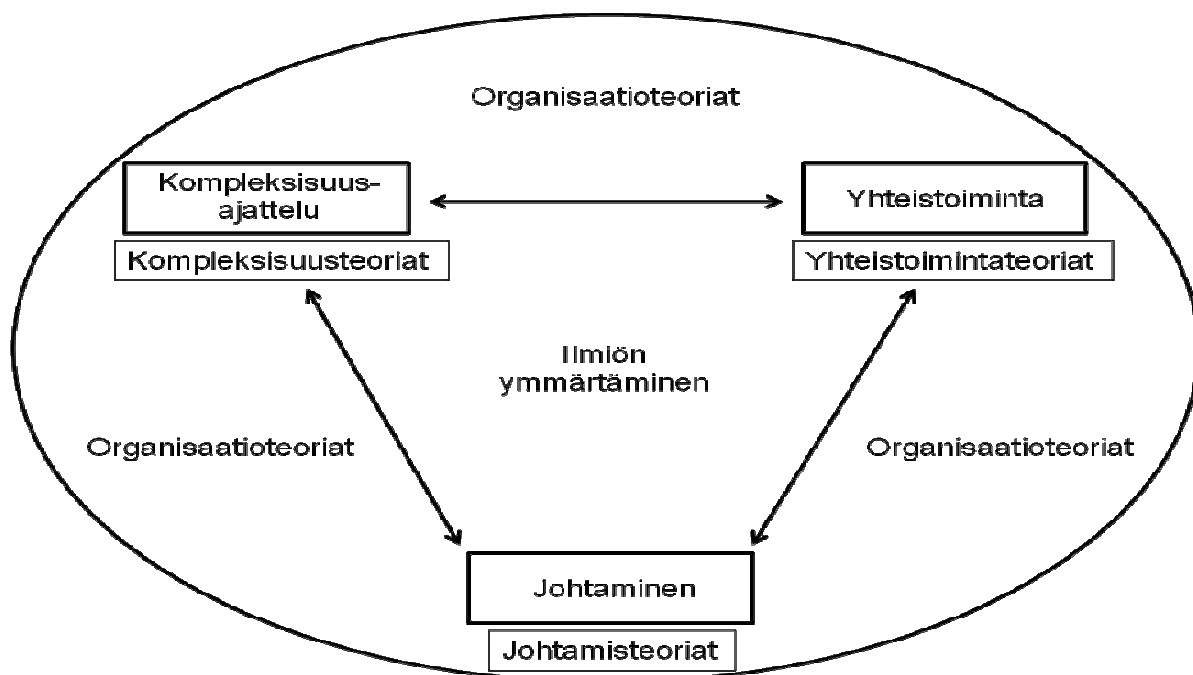 Organisaatioteoriat
Kompleksisuus-
ajattelu
Kompleksisuusteoriat
Yhteistoiminta
Yhteistoimintateoriat
Ilmiön
ymmärtäminen
Organisaatioteoriat
Organisaatioteoriat
Johtaminen
Johtamisteoriat